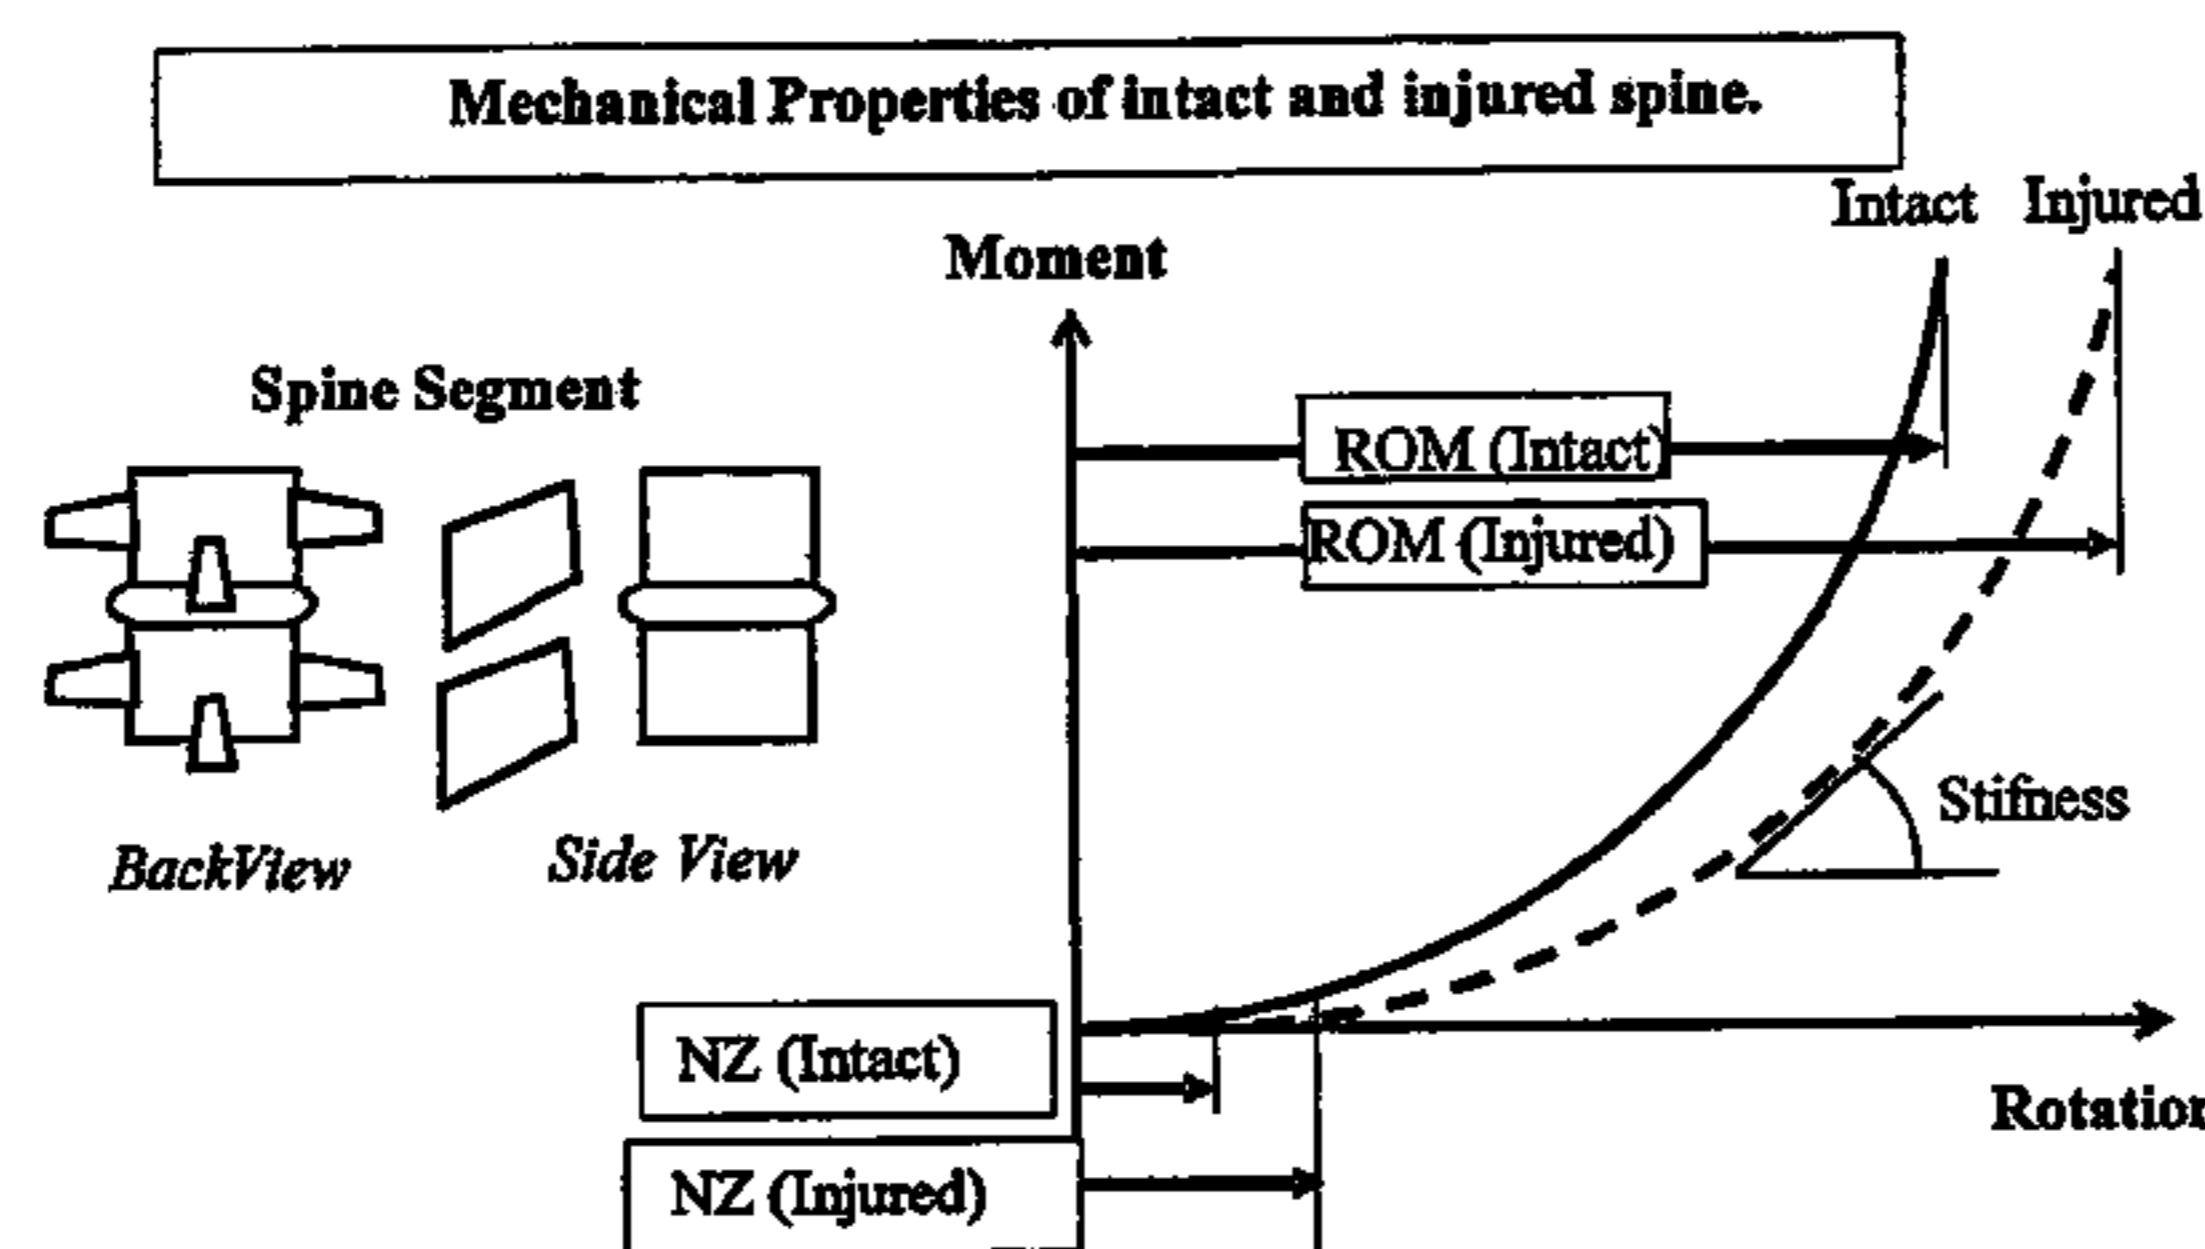 Mechanical Properties of intact and injured spine.
Intact Injured
Moment
Spine Segment
ROM (Intact)
ROM (Injured)
Stifness
BackView
Side View
NZ (Intact)
Rotation
NZ (Injured)